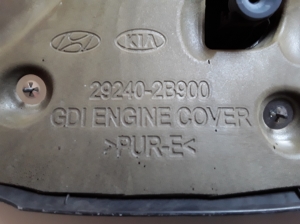 KIA
29240-2B900
GDI ENGINE COVER
>PUR-E<